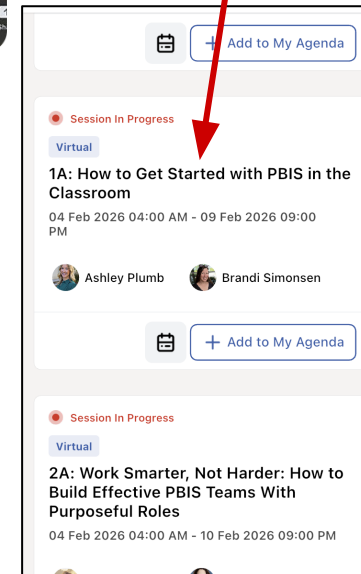 + Add to My Agenda
Session In Progress
Virtual
1A: How to Get Started with PBIS in the
Classroom
04 Feb 2026 04:00 AM - 09 Feb 2026 09:00
PM
Ashley Plumb Brandi Simonsen
+ Add to My Agenda
Session In Progress
Virtual
2A: Work Smarter, Not Harder: How to
Build Effective PBIS Teams With
Purposeful Roles
04 Feb 2026 04:00 AM - 10 Feb 2026 09:00 PM